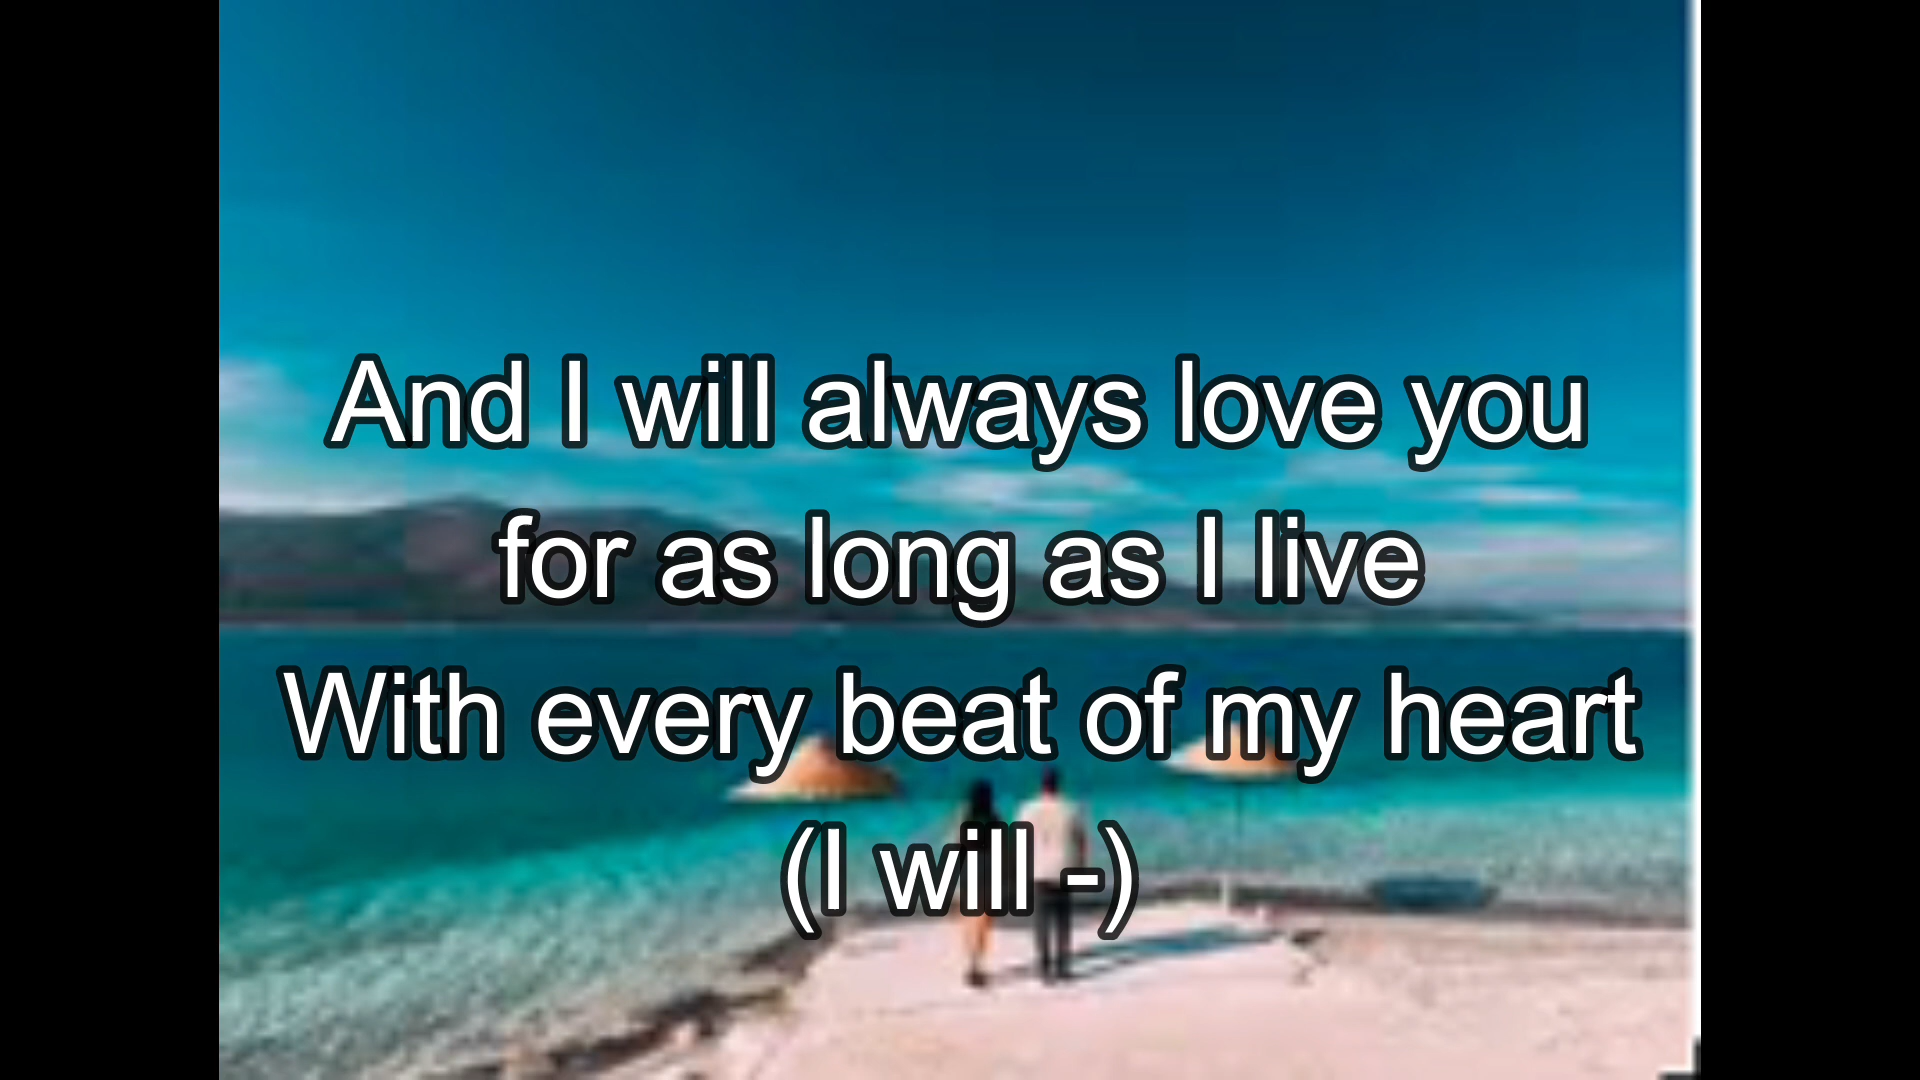 And I will always love you
for as long as I live
With every beat of my heart
(I will -)